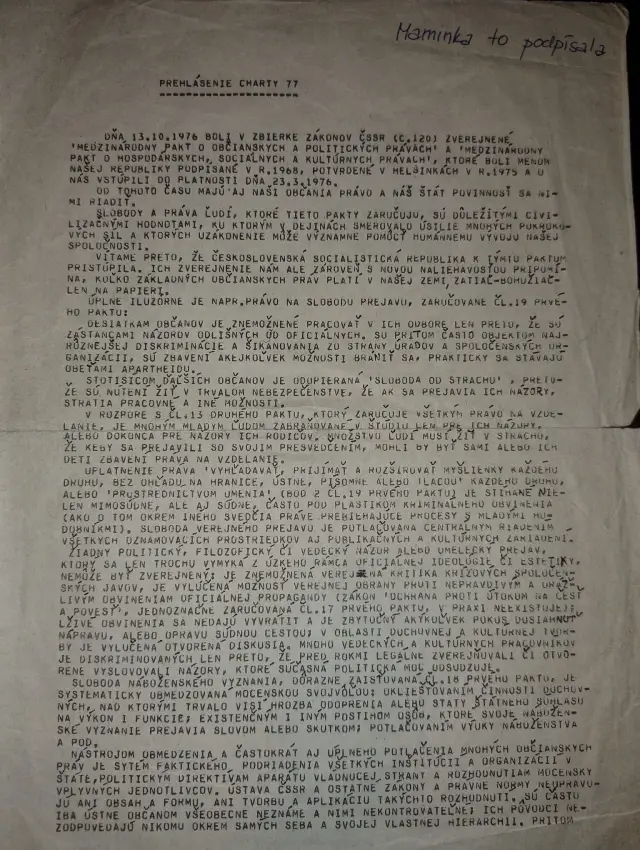 Maminka to podpísala
PREHLÁSENIE CHARTY 77
DŇA 13.10.1976 BOLI V ZBIERKE ZÁKONOV ČSSR (Č.120) ZVEREJNENÉ
'MEDZINÁRODNÝ PAKT O OBČIANSKYCH A POLITICKÝCH PRÁVACH' A 'MEDZINÁRODNÝ
PAKT O HOSPODÁRSKYCH, SOCIÁLNYCH A KULTÚRNYCH PRÁVACH', KTORÉ BOLI MENOM
NAŠEJ REPUBLIKY PODPÍSANÉ V R.1968, POTVRDENÉ V HELSINKÁCH V R.1975 A U
NÁS VSTÚPILI DO PLATNOSTI DŇA 23.3.1976.
OD TOHOTO ČASU MAJÚ AJ NAŠI OBČANIA PRÁVO A NÁŠ ŠTÁT POVINNOSŤ SA NI-
MI RIADIŤ.
SLOBODY A PRÁVA ĽUDÍ, KTORÉ TIETO PAKTY ZARUČUJÚ, SÚ DÔLEŽITÝMI CIVI-
LIZAČNÝMI HODNOTAMI, KU KTORÝM V DEJINÁCH SMEROVALO ÚSILIE MNOHÝCH POKROKO-
VÝCH SÍL A KTORÝCH UZÁKONENIE MÔŽE VÝZNAMNE POMÔCŤ HUMÁNNEMU VÝVOJU NAŠEJ
SPOLOČNOSTI.
VÍTAME PRETO, ŽE ČESKOSLOVENSKÁ SOCIALISTICKÁ REPUBLIKA K TÝMTO PAKTOM
PRISTÚPILA. ICH ZVEREJNENIE NÁM ALE ZÁROVEŇ S NOVOU NALIEHAVOSŤOU PRIPOMÍ-
NA, KOĽKO ZÁKLADNÝCH OBČIANSKYCH PRÁV PLATÍ V NAŠEJ ZEMI ZATIAĽ-BOHUŽIAĽ-
LEN NA PAPIERI.
ÚPLNE ILUZÓRNE JE NAPR.PRÁVO NA SLOBODU PREJAVU, ZARUČOVANÉ ČL.19 PRVÉ-
HO PAKTU:
DESIATKAM OBČANOV JE ZNEMOŽNENÉ PRACOVAŤ V ICH ODBORE LEN PRETO, ŽE SÚ
ZÁSTANCAMI NÁZOROV ODLIŠNÝCH OD OFICIÁLNYCH. SÚ PRITOM ČASTO OBJEKTOM NAJ-
RÔZNEJŠEJ DISKRIMINÁCIE A ŠIKANOVANIA ZO STRANY ÚRADOV A SPOLOČENSKÝCH OR-
GANIZÁCIÍ, SÚ ZBAVENÍ AKEJKOĽVEK MOŽNOSTI BRÁNIŤ SA, PRAKTICKY SA STÁVAJÚ
OBEŤAMI APARTHEIDU.
STOTISÍCOM ĎALŠÍCH OBČANOV JE ODOPIERANÁ 'SLOBODA OD STRACHU', PRETO-
ŽE SÚ NÚTENÍ ŽIŤ V TRVALOM NEBEZPEČENSTVE, ŽE AK SA PREJAVIA ICH NÁZORY,
STRATIA PRACOVNÉ A INÉ MOŽNOSTI.
V ROZPORE S ČL.13 DRUHÉHO PAKTU, KTORÝ ZARUČUJE VŠETKÝM PRÁVO NA VZDE-
LANIE, JE MNOHÝM MLADÝM ĽUDOM ZABRAŇOVANÉ V ŠTÚDIU LEN PRE ICH NÁZORY,
ALEBO DOKONCA PRE NÁZORY ICH RODIČOV. MNOŽSTVO ĽUDÍ MUSÍ ŽIŤ V STRACHU,
ŽE KEBY SA PREJAVILI SO SVOJIM PRESVEDČENÍM, MOHLI BY BYŤ SAMI ALEBO ICH
DETI ZBAVENÍ PRÁVA NA VZDELANIE.
UPLATNENIE PRÁVA 'VYHĽADÁVAŤ, PRIJÍMAŤ A ROZŠIROVAŤ MYŠLIENKY KAŽDÉHO
DRUHU, BEZ OHĽADU NA HRANICE, ÚSTNE, PÍSOMNE ALEBO TLAČOU' KAŽDÉHO DRUHU,
ALEBO 'PROSTREDNÍCTVOM UMENIA' (BOD 2 ČL.19 PRVÉHO PAKTU) JE STÍHANÉ NIE-
LEN MIMOSÚDNE, ALE AJ SÚDNE, ČASTO POD PLÁŠTIKOM KRIMINÁLNEHO OBVINENIA
(AKO O TOM OKREM INÉHO SVEDČIA PRÁVE PREBIEHAJÚCE PROCESY S MLADÝMI HU-
DOBNÍKMI). SLOBODA VEREJNÉHO PREJAVU JE POTLAČOVANÁ CENTRÁLNYM RIADENÍM
VŠETKÝCH OZNAMOVACÍCH PROSTRIEDKOV AJ PUBLIKAČNÝCH A KULTÚRNYCH ZARIADENÍ.
ŽIADNY POLITICKÝ, FILOZOFICKÝ ČI VEDECKÝ NÁZOR ALEBO UMELECKÝ PREJAV,
KTORÝ SA LEN TROCHU VYMYKÁ Z ÚZKEHO RÁMCA OFICIÁLNEJ IDEOLÓGIE ČI ESTETIKY,
NEMÔŽE BYŤ ZVEREJNENÝ; JE ZNEMOŽNENÁ VEREJNÁ KRITIKA KRÍZOVÝCH SPOLOČEN-
SKÝCH JAVOV, JE VYLÚČENÁ MOŽNOSŤ VEREJNEJ OBRANY PROTI NEPRAVDIVÝM A URÁŽ-
LIVÝM OBVINENIAM OFICIÁLNEJ PROPAGANDY (ZÁKON 'OCHRANA PROTI ÚTOKOM NA ČESŤ
A POVESŤ', JEDNOZNAČNE ZARUČOVANÁ ČL.17 PRVÉHO PAKTU, V PRAXI NEEXISTUJE);
LŽIVÉ OBVINENIA SA NEDAJÚ VYVRÁTIŤ A JE ZBYTOČNÝ AKÝKOĽVEK POKUS DOSIAHNUŤ
NÁPRAVU, ALEBO OPRAVU SÚDNOU CESTOU; V OBLASTI DUCHOVNEJ A KULTÚRNEJ TVOR-
BY JE VYLÚČENÁ OTVORENÁ DISKUSIA. MNOHO VEDECKÝCH A KULTÚRNYCH PRACOVNÍKOV
JE DISKRIMINOVANÝCH LEN PRETO, ŽE PRED ROKMI LEGÁLNE ZVEREJŇOVALI ČI OTVO-
RENE VYSLOVOVALI NÁZORY, KTORÉ SÚČASNÁ POLITICKÁ MOC ODSUDZUJE.
SLOBODA NÁBOŽENSKÉHO VYZNANIA, DÔRAZNE ZAISŤOVANÁ ČL.18 PRVÉHO PAKTU, JE
SYSTEMATICKY OBMEDZOVANÁ MOCENSKOU SVOJVÔĽOU; OKLIEŠŤOVANÍM ČINNOSTI DUCHOV-
NÝCH, NAD KTORÝMI TRVALO VISÍ HROZBA ODOPRENIA ALEBO STRATY ŠTÁTNEHO SÚHLASU
NA VÝKON I FUNKCIE; EXISTENČNÝM I INÝM POSTIHOM OSÔB, KTORÉ SVOJE NÁBOŽEN-
SKÉ VYZNANIE PREJAVIA SLOVOM ALEBO SKUTKOM; POTLAČOVANÍM VÝUKY NÁBOŽENSTVA
A POD.
NÁSTROJOM OBMEDZENIA A ČASTOKRÁT AJ ÚPLNÉHO POTLAČENIA MNOHÝCH OBČIANSKYCH
PRÁV JE SYTÉM FAKTICKÉHO PODRIADENIA VŠETKÝCH INŠTITÚCIÍ A ORGANIZÁCIÍ V
ŠTÁTE,POLITICKÝM DIREKTÍVAM APARÁTU VLÁDNUCEJ STRANY A ROZHODNUTIAM MOCENSKY
VPLYVNÝCH JEDNOTLIVCOV. ÚSTAVA ČSSR A OSTATNÉ ZÁKONY A PRÁVNE NORMY NEUPRAVU-
JÚ ANI OBSAH A FORMU, ANI TVORBU A APLIKÁCIU TAKÝCHTO ROZHODNUTÍ. SÚ ČASTO
IBA ÚSTNE OBČANOM VŠEOBECNE NEZNÁME A NIMI NEKONTROVATEĽNÉ; ICH PÔVODCI NE-
ZODPOVEDAJÚ NIKOMU OKREM SAMÝCH SEBA A SVOJEJ VLASTNEJ HIERARCHII. PRITOM